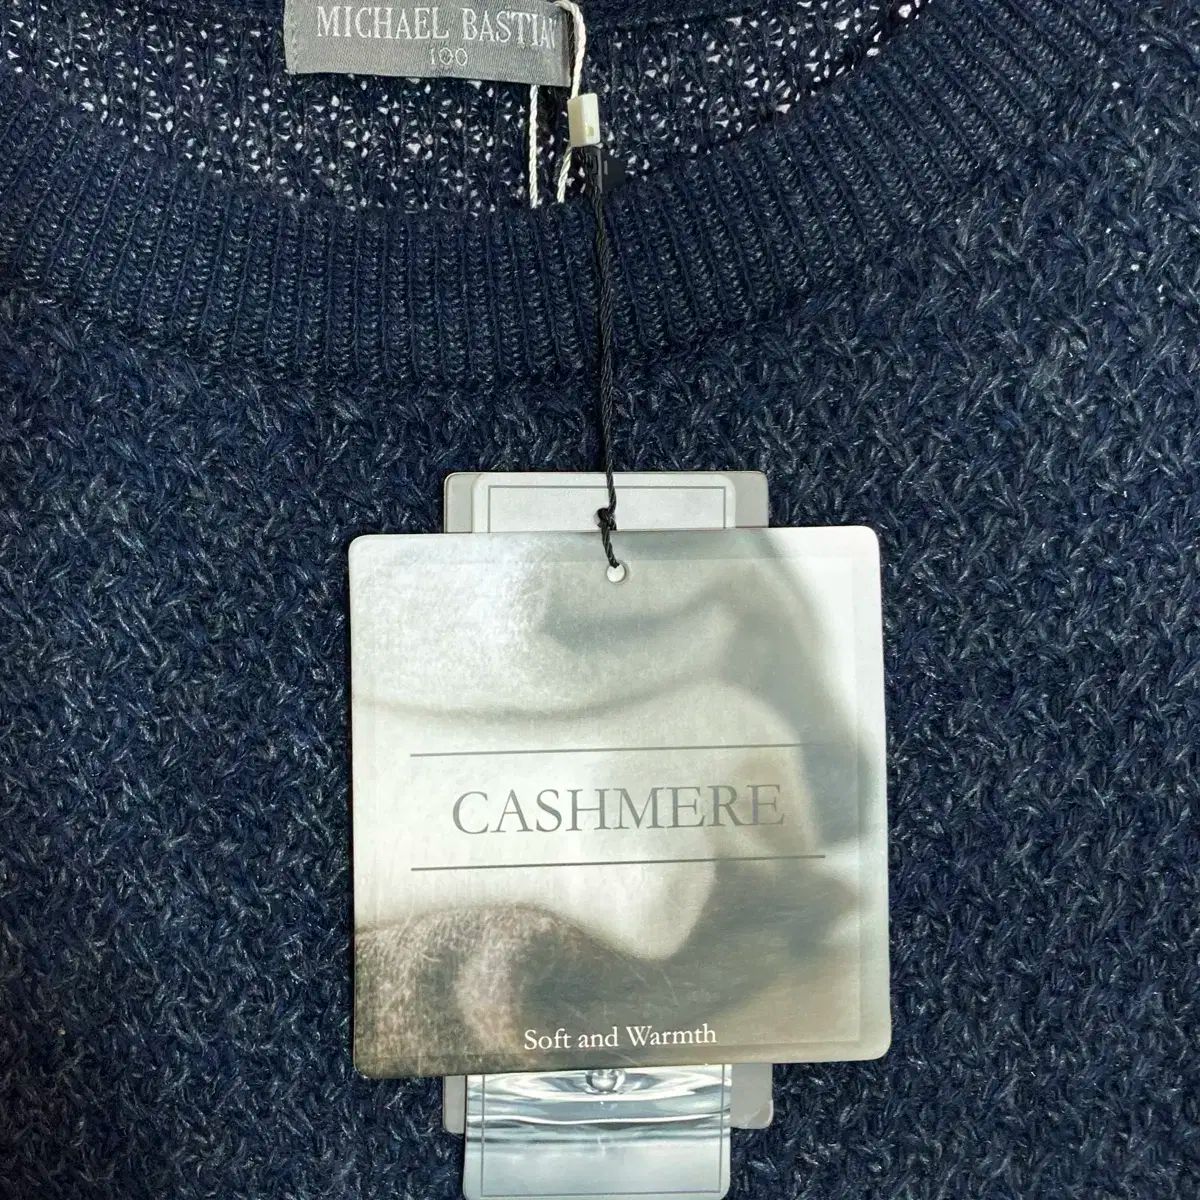 MICHAEL BASTIAN
100
CASHMERE
Soft and Warmth